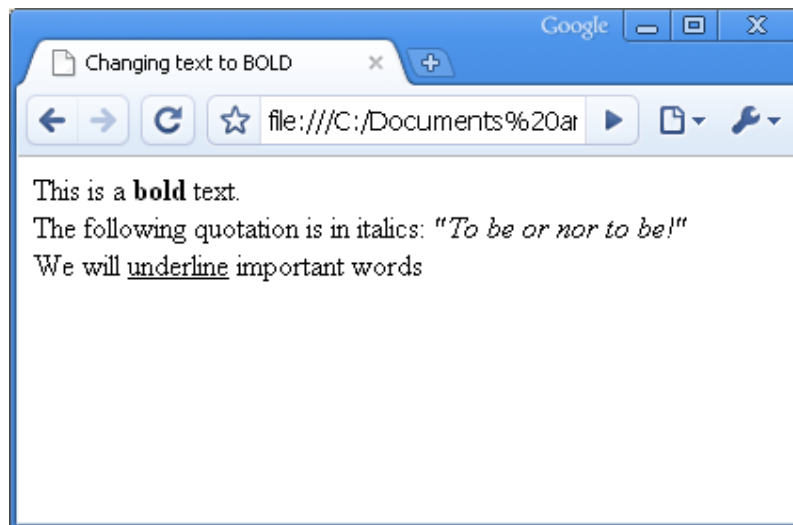 Google
Changing text to BOLD
file:///C:/Documents%20ar
This is a bold text.
The following quotation is in italics: "To be or nor to be!"
We will underline important words